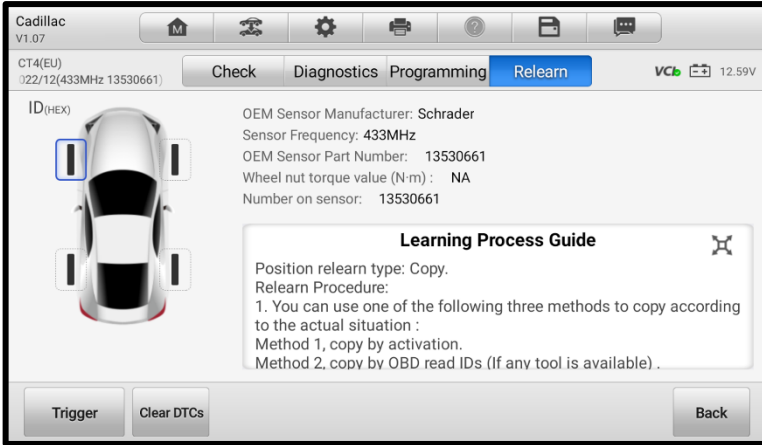 Cadillac
V1.07
M
?
CT4(EU)
022/12(433MHz 13530661)
Check
Diagnostics
Programming
Relearn
VCI
12.59V
ID(HEX)
OEM Sensor Manufacturer: Schrader
Sensor Frequency: 433MHz
OEM Sensor Part Number: 13530661
Wheel nut torque value (N·m) : NA
Number on sensor: 13530661
Learning Process Guide
Position relearn type: Copy.
Relearn Procedure:
1. You can use one of the following three methods to copy according
to the actual situation :
Method 1, copy by activation.
Method 2, copy by OBD read IDs (If any tool is available) .
Trigger
Clear DTCs
Back